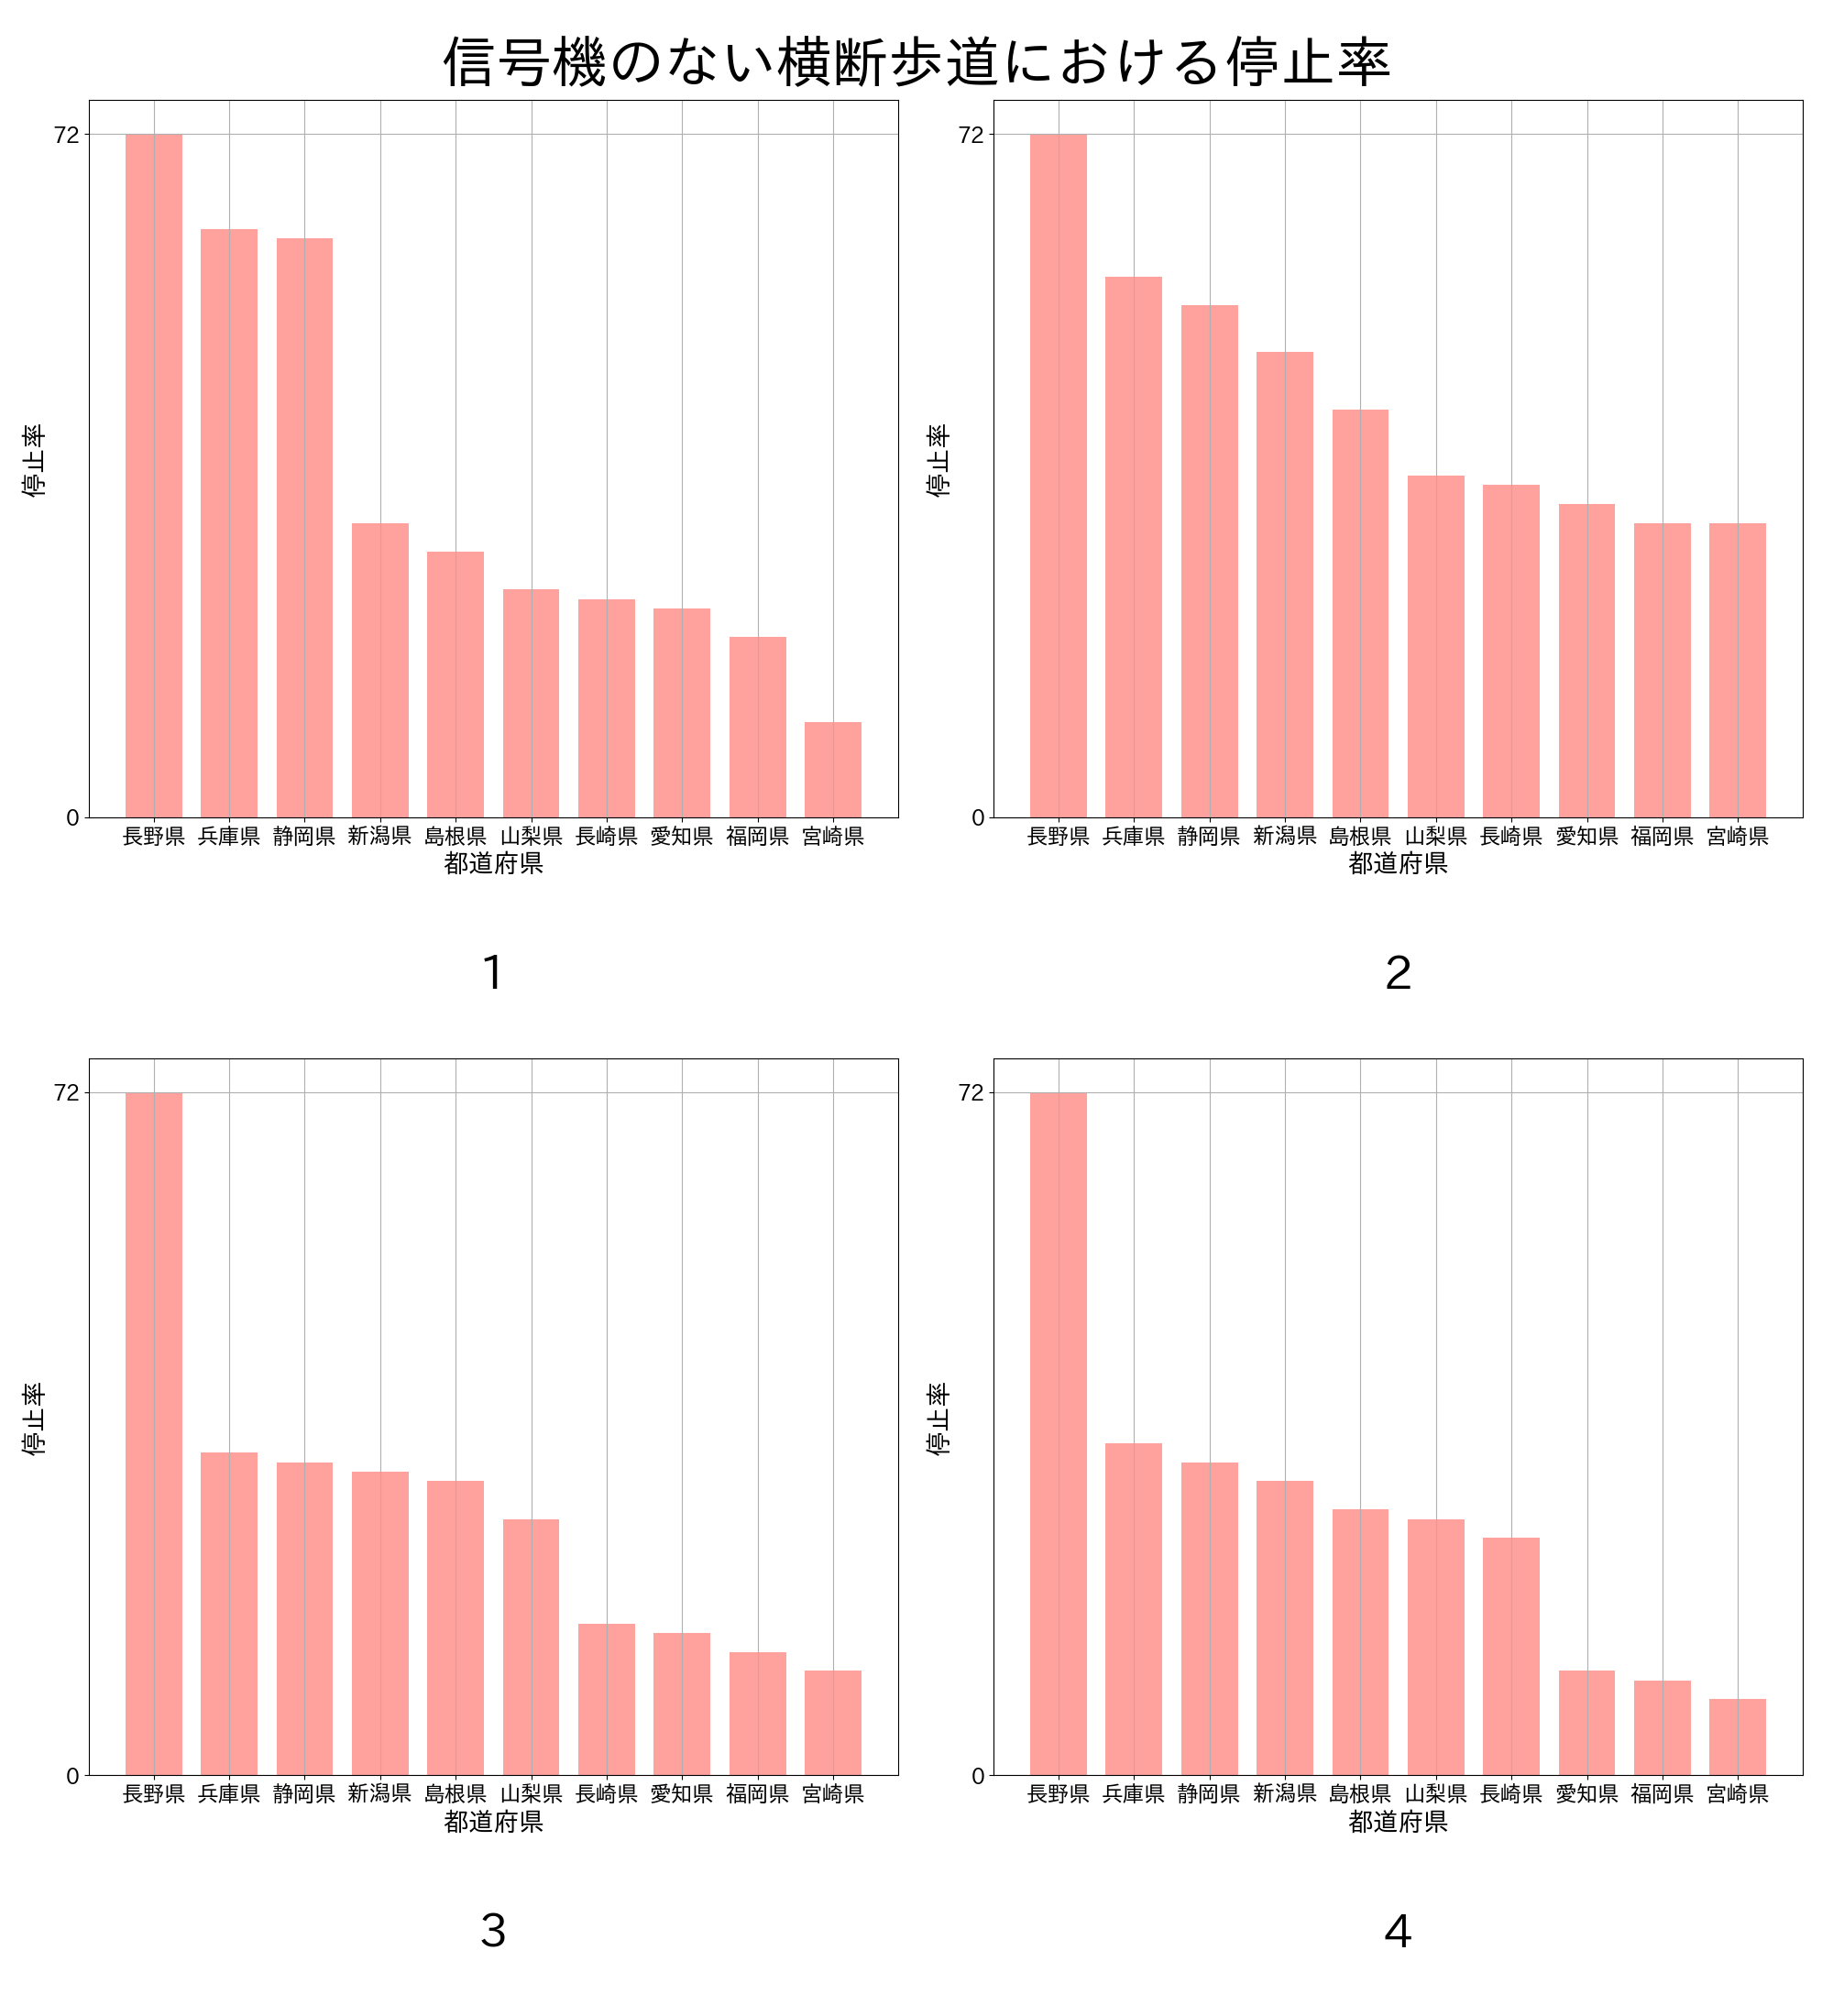 信号機のない横断歩道における停止率
72
0
停止率
長野県 兵庫県 静岡県 新潟県 島根県 山梨県 長崎県 愛知県 福岡県 宮崎県
都道府県
1
72
0
停止率
長野県 兵庫県 静岡県 新潟県 島根県 山梨県 長崎県 愛知県 福岡県 宮崎県
都道府県
2
72
0
停止率
長野県 兵庫県 静岡県 新潟県 島根県 山梨県 長崎県 愛知県 福岡県 宮崎県
都道府県
3
72
0
停止率
長野県 兵庫県 静岡県 新潟県 島根県 山梨県 長崎県 愛知県 福岡県 宮崎県
都道府県
4